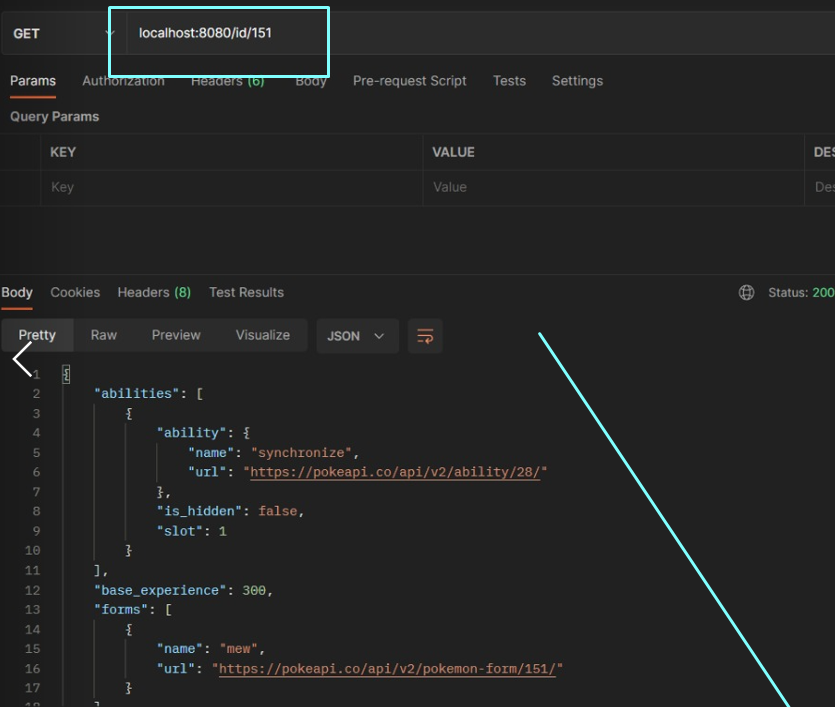 GET localhost:8080/id/151
Params Authorization Headers (6) Body Pre-request Script Tests Settings
Query Params
KEY VALUE DES
Key Value Des
Body Cookies Headers (8) Test Results Status: 200
Pretty Raw Preview Visualize JSON
1 {
2 "abilities": [
3 {
4 "ability": {
5 "name": "synchronize",
6 "url": "https://pokeapi.co/api/v2/ability/28/"
7 },
8 "is_hidden": false,
9 "slot": 1
10 }
11 ],
12 "base_experience": 300,
13 "forms": [
14 {
15 "name": "mew",
16 "url": "https://pokeapi.co/api/v2/pokemon-form/151/"
17 }
18 ]